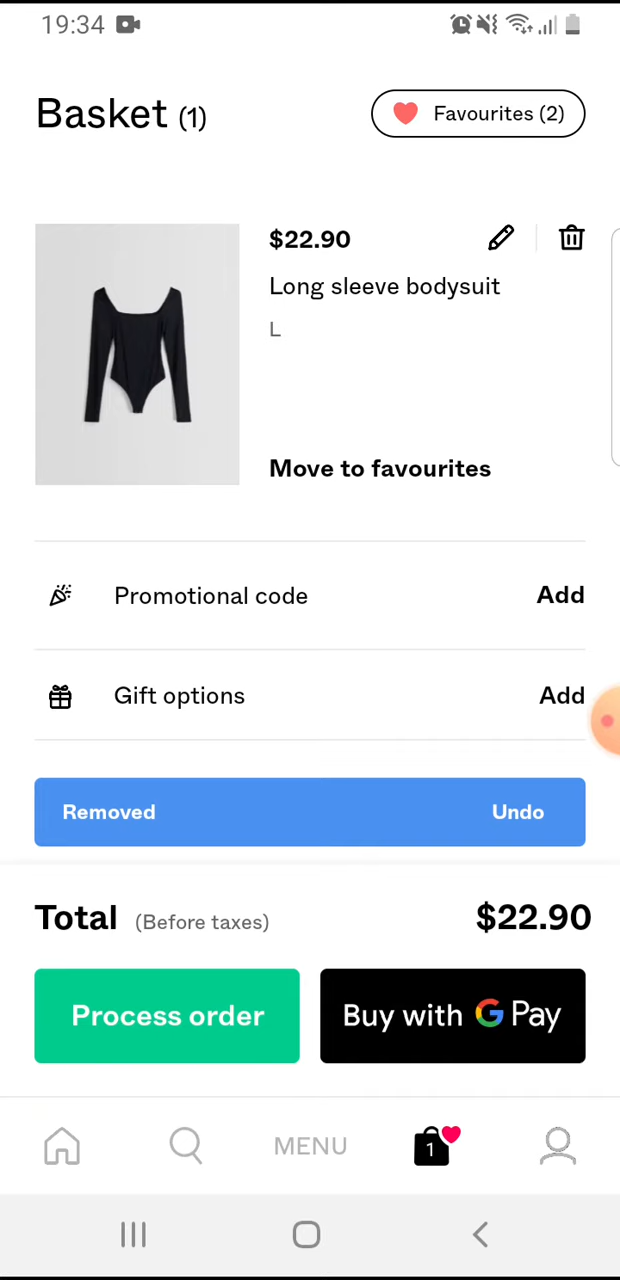 19:34
Basket (1)
Favourites (2)
$22.90
Long sleeve bodysuit
L
Move to favourites
Promotional code Add
Gift options Add
Removed Undo
Total (Before taxes) $22.90
Process order
Buy with G Pay
MENU
1